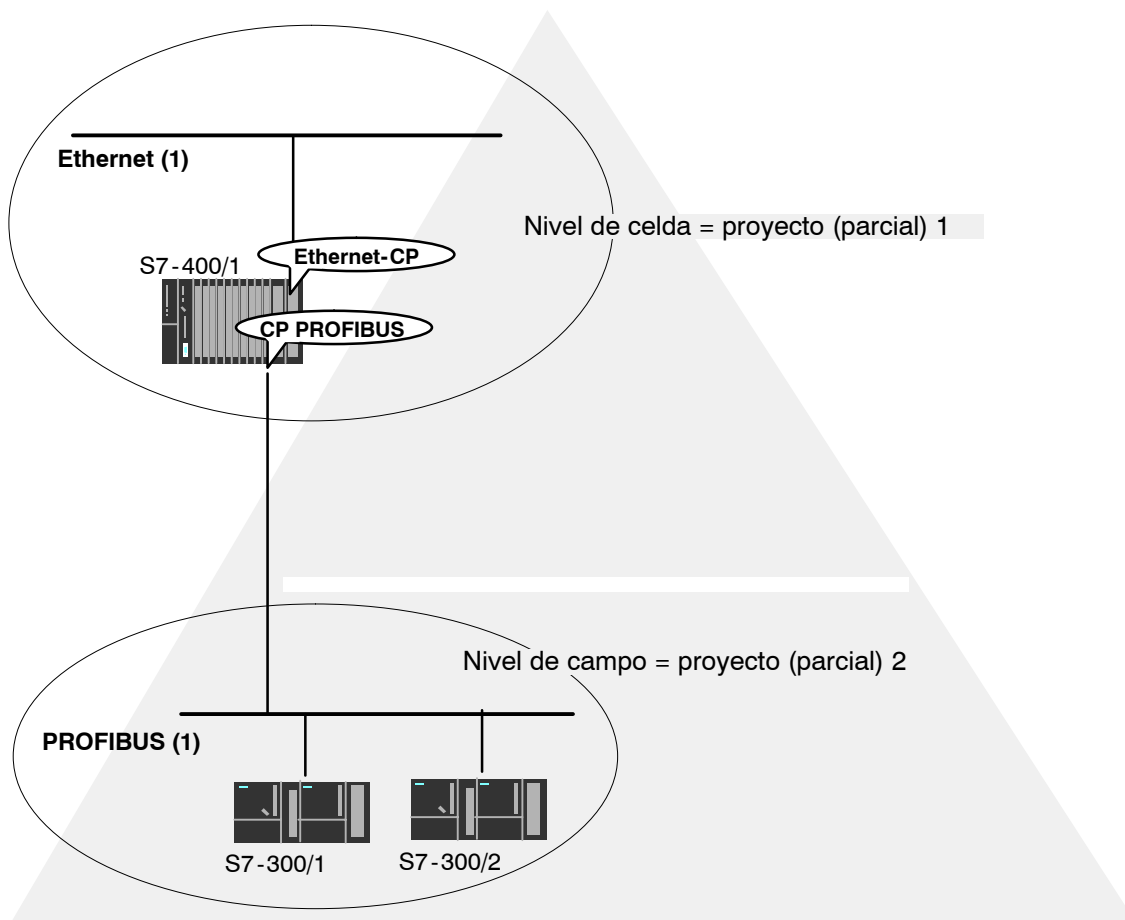 Ethernet (1)
Nivel de celda = proyecto (parcial) 1
Ethernet-CP
S7-400/1
CP PROFIBUS
Nivel de campo = proyecto (parcial) 2
PROFIBUS (1)
S7-300/1
S7-300/2